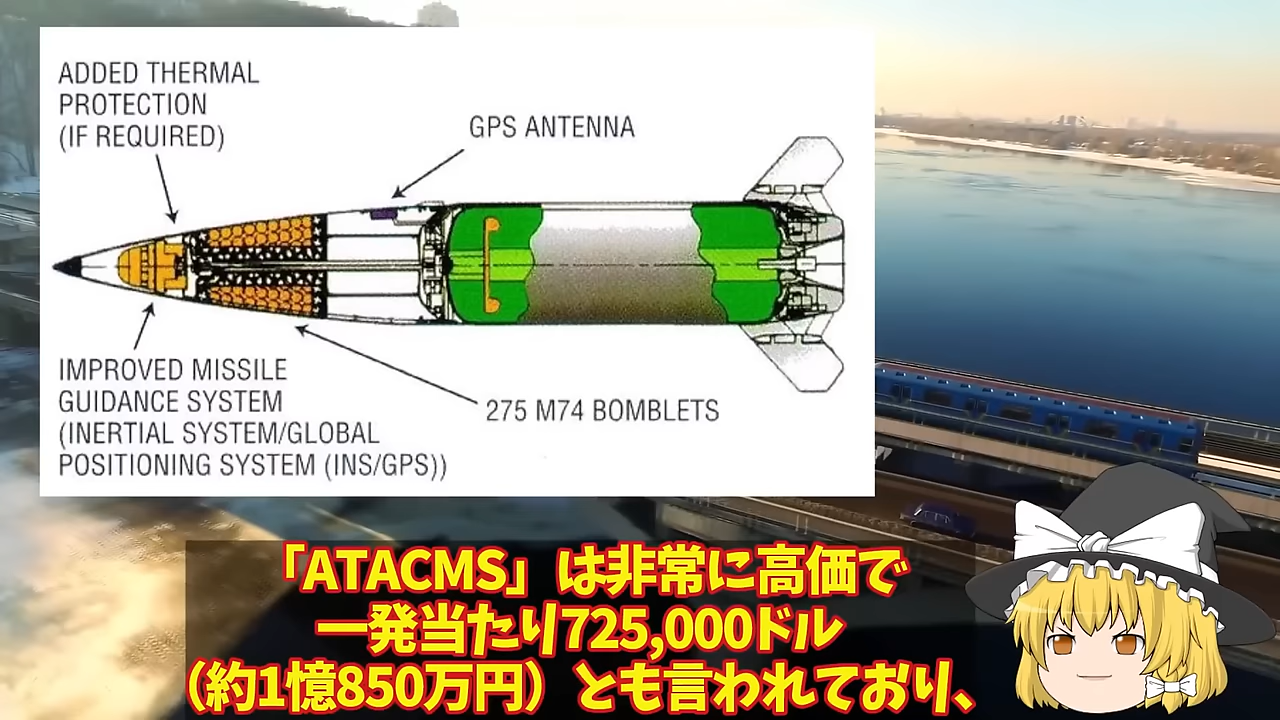 ADDED THERMAL
PROTECTION
(IF REQUIRED)
GPS ANTENNA
IMPROVED MISSILE
GUIDANCE SYSTEM
(INERTIAL SYSTEM/GLOBAL
POSITIONING SYSTEM (INS/GPS))
275 M74 BOMBLETS
「ATACMS」は非常に高価で
一発当たり725,000ドル
（約1億850万円）とも言われており、